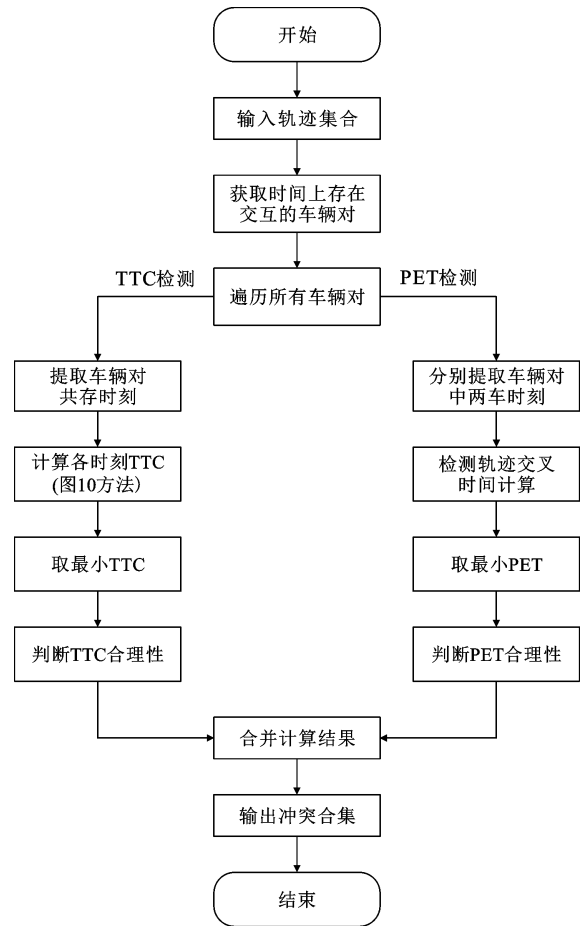 开始
输入轨迹集合
获取时间上存在
交互的车辆对
TTC检测
遍历所有车辆对
PET检测
提取车辆对
共存时刻
计算各时刻TTC
(图10方法)
取最小TTC
判断TTC合理性
分别提取车辆对
中两车时刻
检测轨迹交叉
时间计算
取最小PET
判断PET合理性
合并计算结果
输出冲突合集
结束